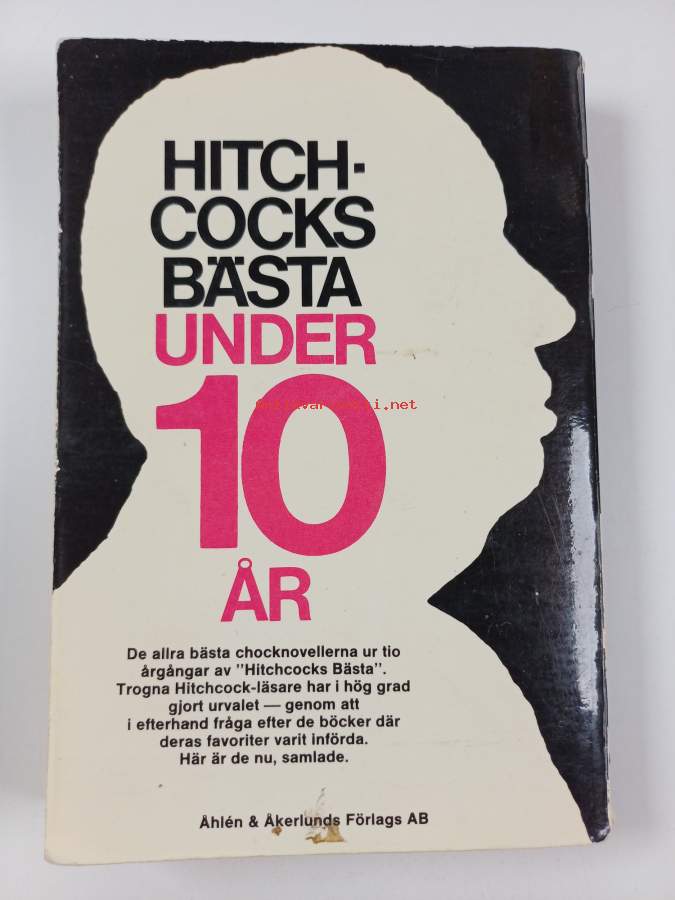 HITCH-
COCKS
BÄSTA
UNDER
10
ÅR
De allra bästa chocknovellerna ur tio
årgångar av "Hitchcocks Bästa".
Trogna Hitchcock-läsare har i hög grad
gjort urvalet — genom att
i efterhand fråga efter de böcker där
deras favoriter varit införda.
Här är de nu, samlade.
Åhlén & Åkerlunds Förlags AB